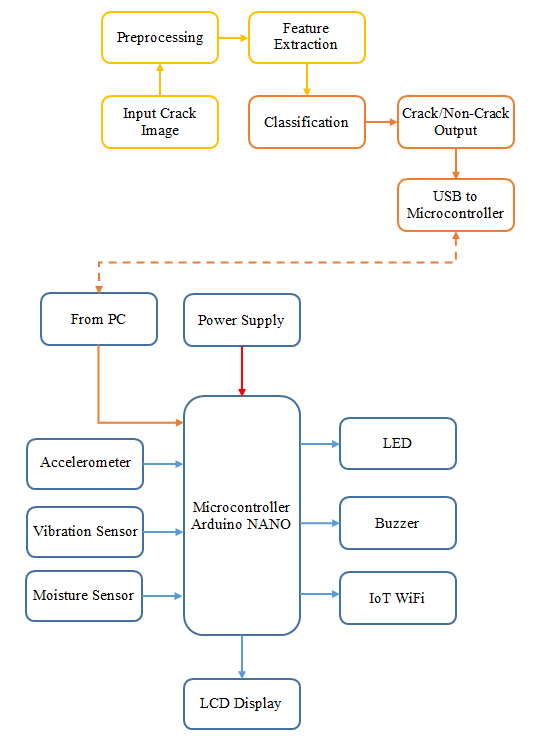 Preprocessing
Feature
Extraction
Input Crack
Image
Classification
Crack/Non-Crack
Output
USB to
Microcontroller
From PC
Power Supply
Accelerometer
Vibration Sensor
Moisture Sensor
Microcontroller
Arduino NANO
LED
Buzzer
IoT WiFi
LCD Display